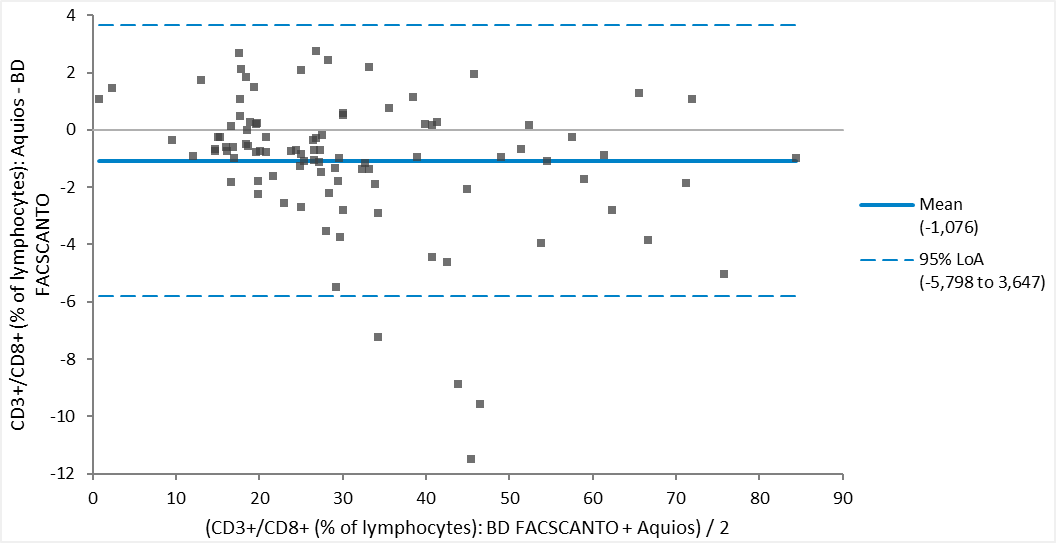 CD3+/CD8+ (% of lymphocytes): Aquios - BD
FACSCANTO
4
2
0
-2
-4
-6
-8
-10
-12
0 10 20 30 40 50 60 70 80 90
(CD3+/CD8+ (% of lymphocytes): BD FACSCANTO + Aquios) / 2
Mean
(-1,076)
95% LoA
(-5,798 to 3,647)